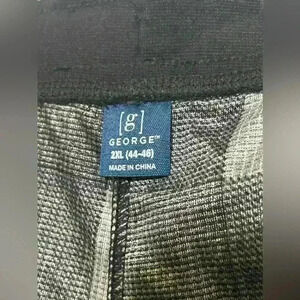 [g]
GEORGE™
2XL (44-46)
MADE IN CHINA